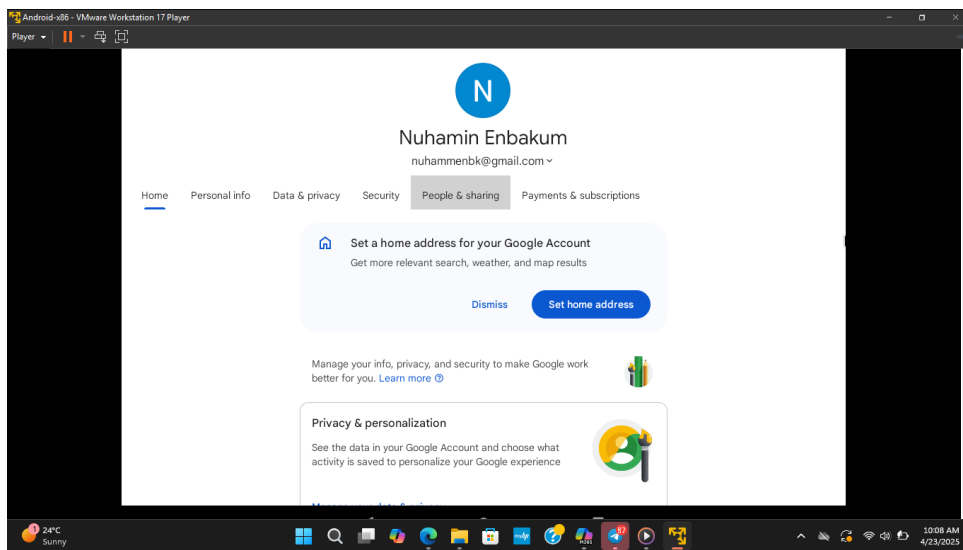 Android-x86 - VMware Workstation 17 Player
Player
N
Nuhamin Enbakum
nuhammenbk@gmail.com
Home Personal info Data & privacy Security People & sharing Payments & subscriptions
Set a home address for your Google Account
Get more relevant search, weather, and map results
Dismiss Set home address
Manage your info, privacy, and security to make Google work
better for you. Learn more
Privacy & personalization
See the data in your Google Account and choose what
activity is saved to personalize your Google experience
24°C
Sunny
87
10:08 AM
4/23/2025